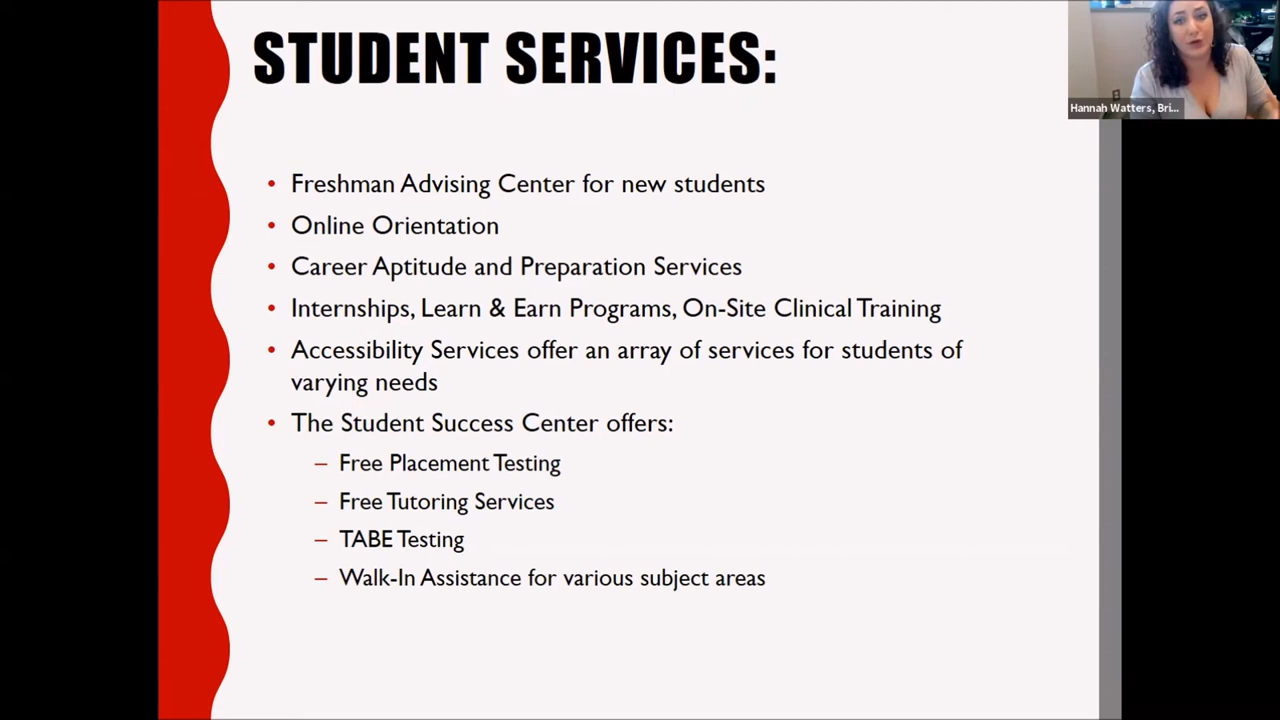 STUDENT SERVICES:
Hannah Watters, Bri...
• Freshman Advising Center for new students
• Online Orientation
• Career Aptitude and Preparation Services
• Internships, Learn & Earn Programs, On-Site Clinical Training
• Accessibility Services offer an array of services for students of
varying needs
• The Student Success Center offers:
– Free Placement Testing
– Free Tutoring Services
– TABE Testing
– Walk-In Assistance for various subject areas